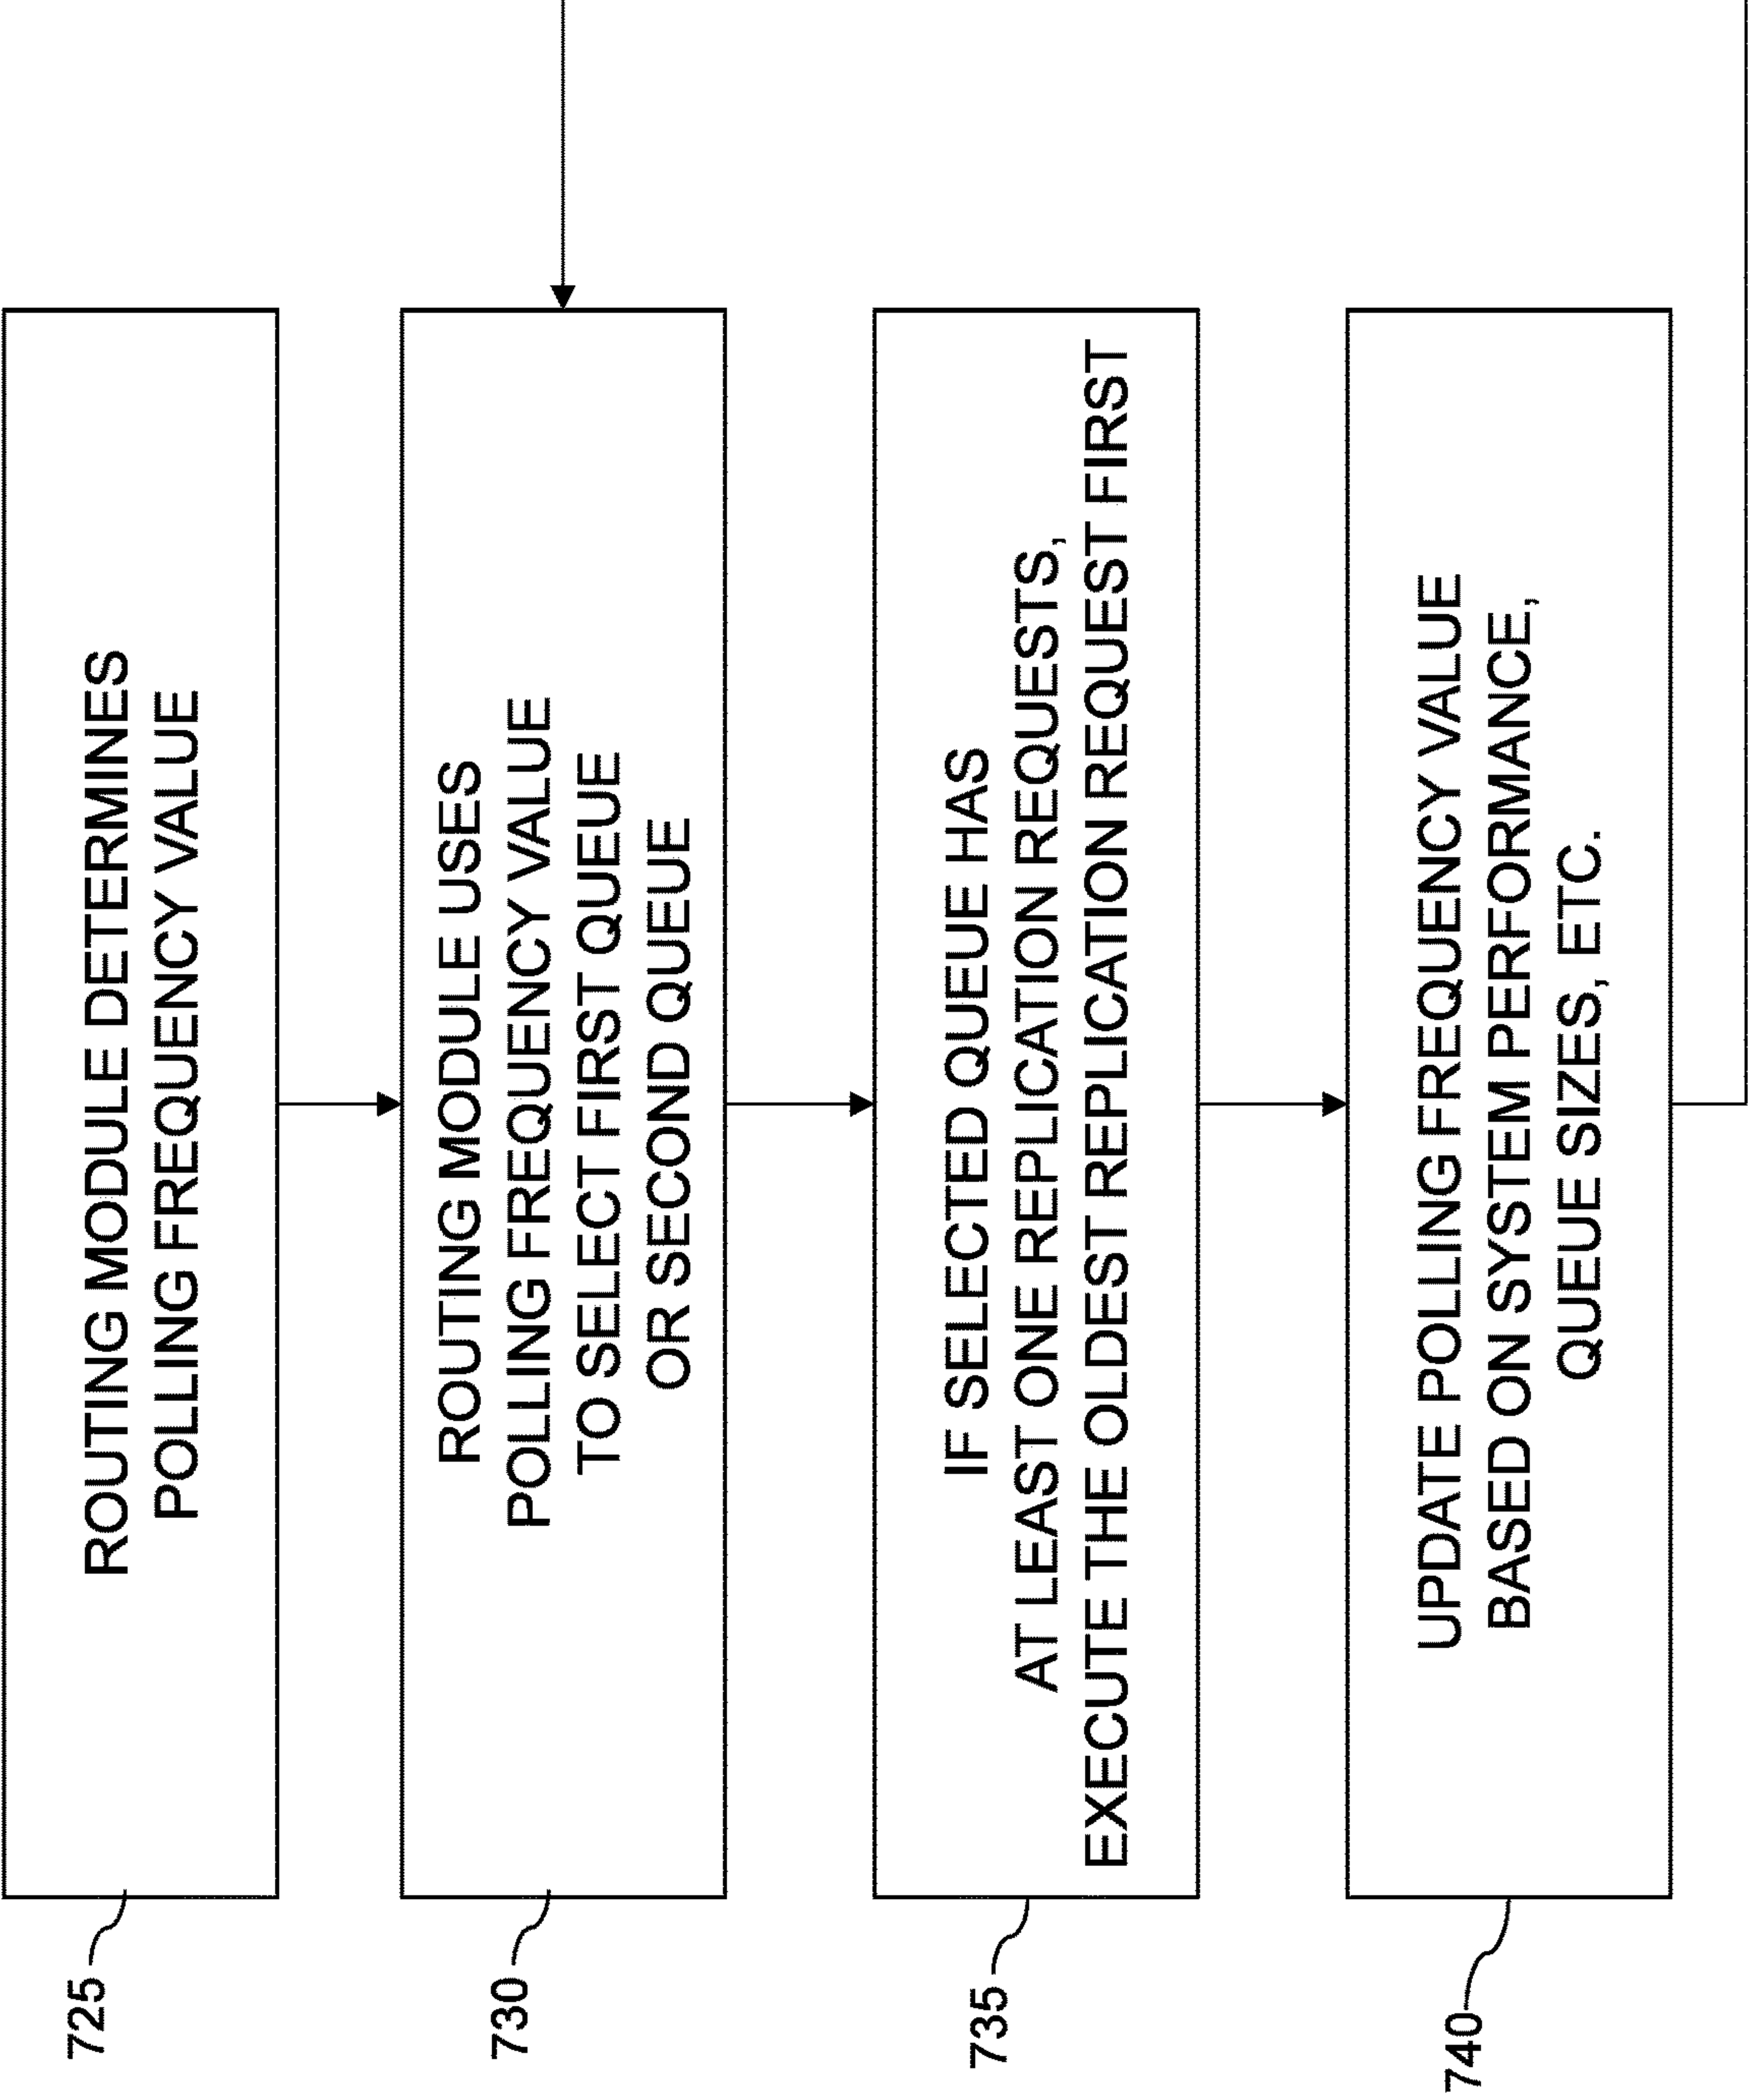 725
ROUTING MODULE DETERMINES
POLLING FREQUENCY VALUE
730
ROUTING MODULE USES
POLLING FREQUENCY VALUE
TO SELECT FIRST QUEUE
OR SECOND QUEUE
735
IF SELECTED QUEUE HAS
AT LEAST ONE REPLICATION REQUESTS,
EXECUTE THE OLDEST REPLICATION REQUEST FIRST
740
UPDATE POLLING FREQUENCY VALUE
BASED ON SYSTEM PERFORMANCE,
QUEUE SIZES, ETC.